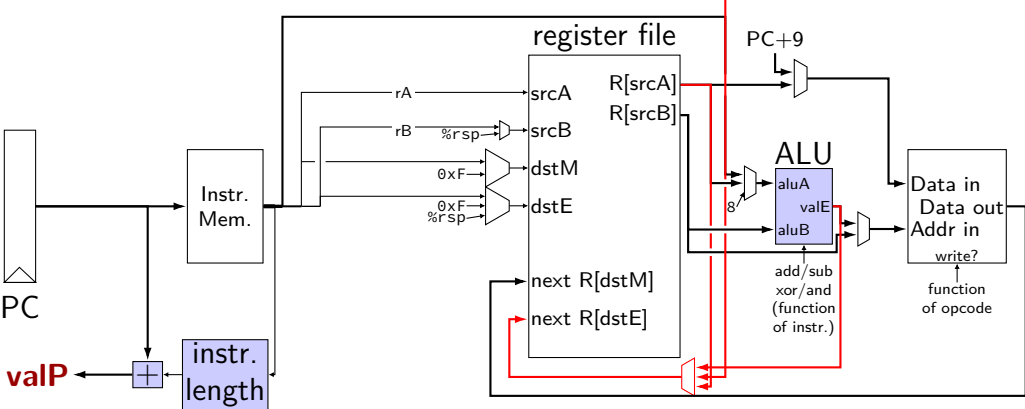 register file
PC+9
rA
srcA
R[srcA]
R[srcB]
rB
%rsp
srcB
ALU
Instr.
Mem.
0xF
dstM
aluA
valE
aluB
8
Data in
Data out
Addr in
write?
0xF
%rsp
dstE
add/sub
xor/and
(function
of instr.)
function
of opcode
next R[dstM]
next R[dstE]
PC
valP
+
instr.
length